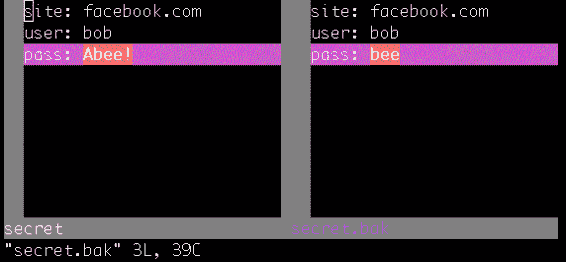 site: facebook.com
user: bob
pass: Abee!
site: facebook.com
user: bob
pass: bee
secret
"secret.bak" 3L, 39C